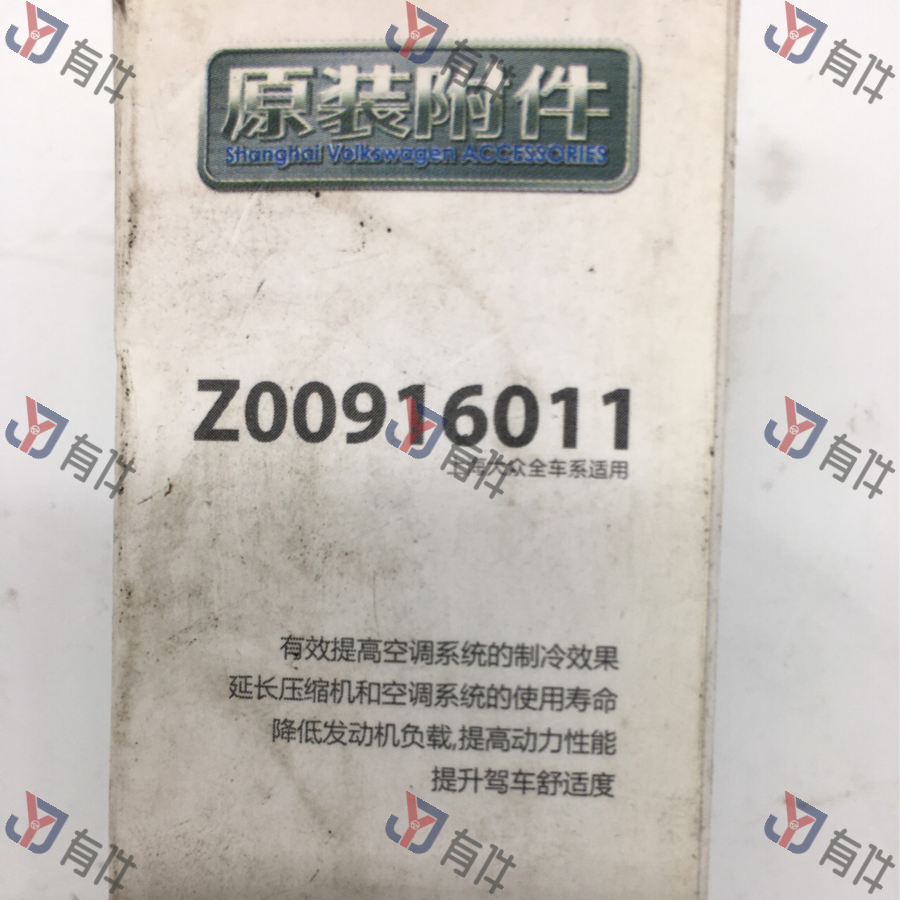 原装附件
Shanghai Volkswagen ACCESSORIES
Z00916011
上海大众全车系适用
有效提高空调系统的制冷效果
延长压缩机和空调系统的使用寿命
降低发动机负载,提高动力性能
提升驾车舒适度
有件
有件
有件
有件
有件
有件
有件
有件
有件